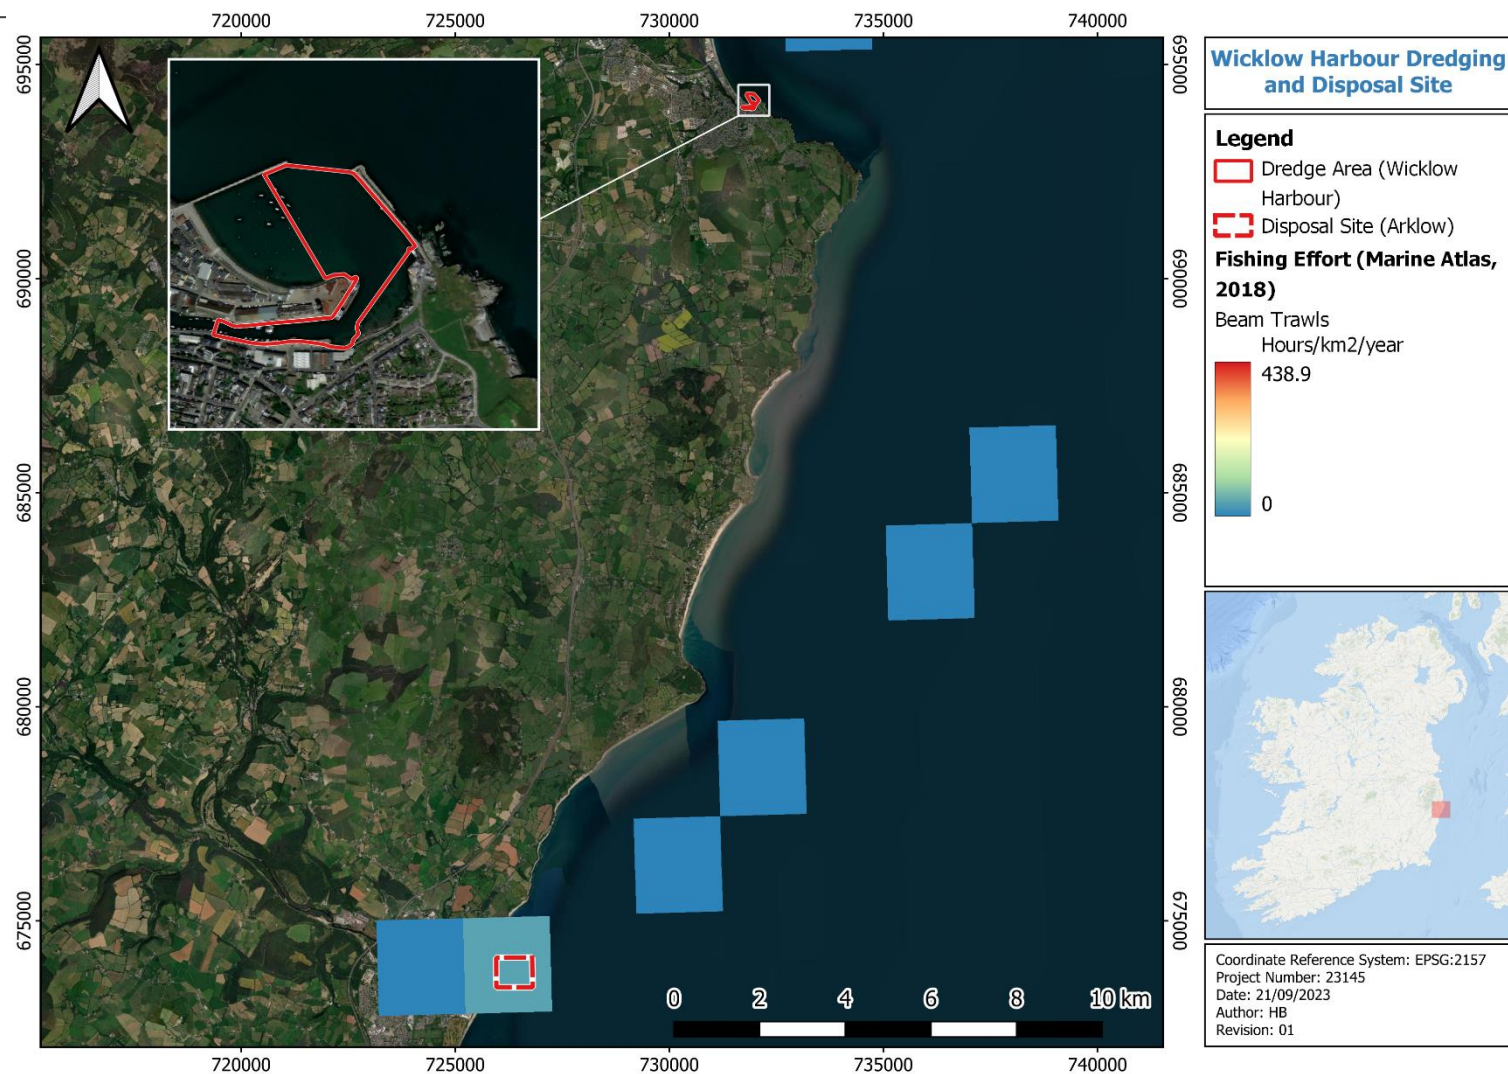 720000
725000
730000
735000
740000
695000
690000
685000
680000
675000
695000
690000
685000
680000
675000
0
2
4
6
8
10 km
720000
725000
730000
735000
740000
Wicklow Harbour Dredging
and Disposal Site
Legend
Dredge Area (Wicklow
Harbour)
Disposal Site (Arklow)
Fishing Effort (Marine Atlas,
2018)
Beam Trawls
Hours/km2/year
438.9
0
Coordinate Reference System: EPSG:2157
Project Number: 23145
Date: 21/09/2023
Author: HB
Revision: 01